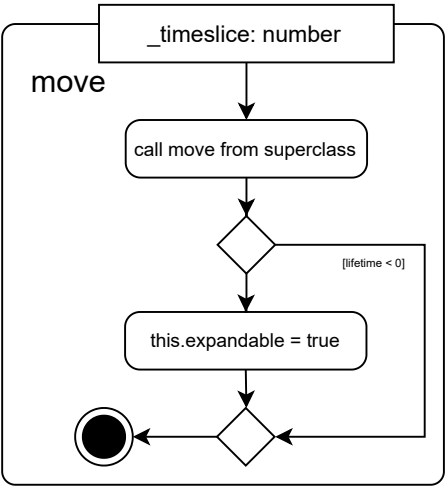 _timeslice: number
move
call move from superclass
[lifetime < 0]
this.expandable = true